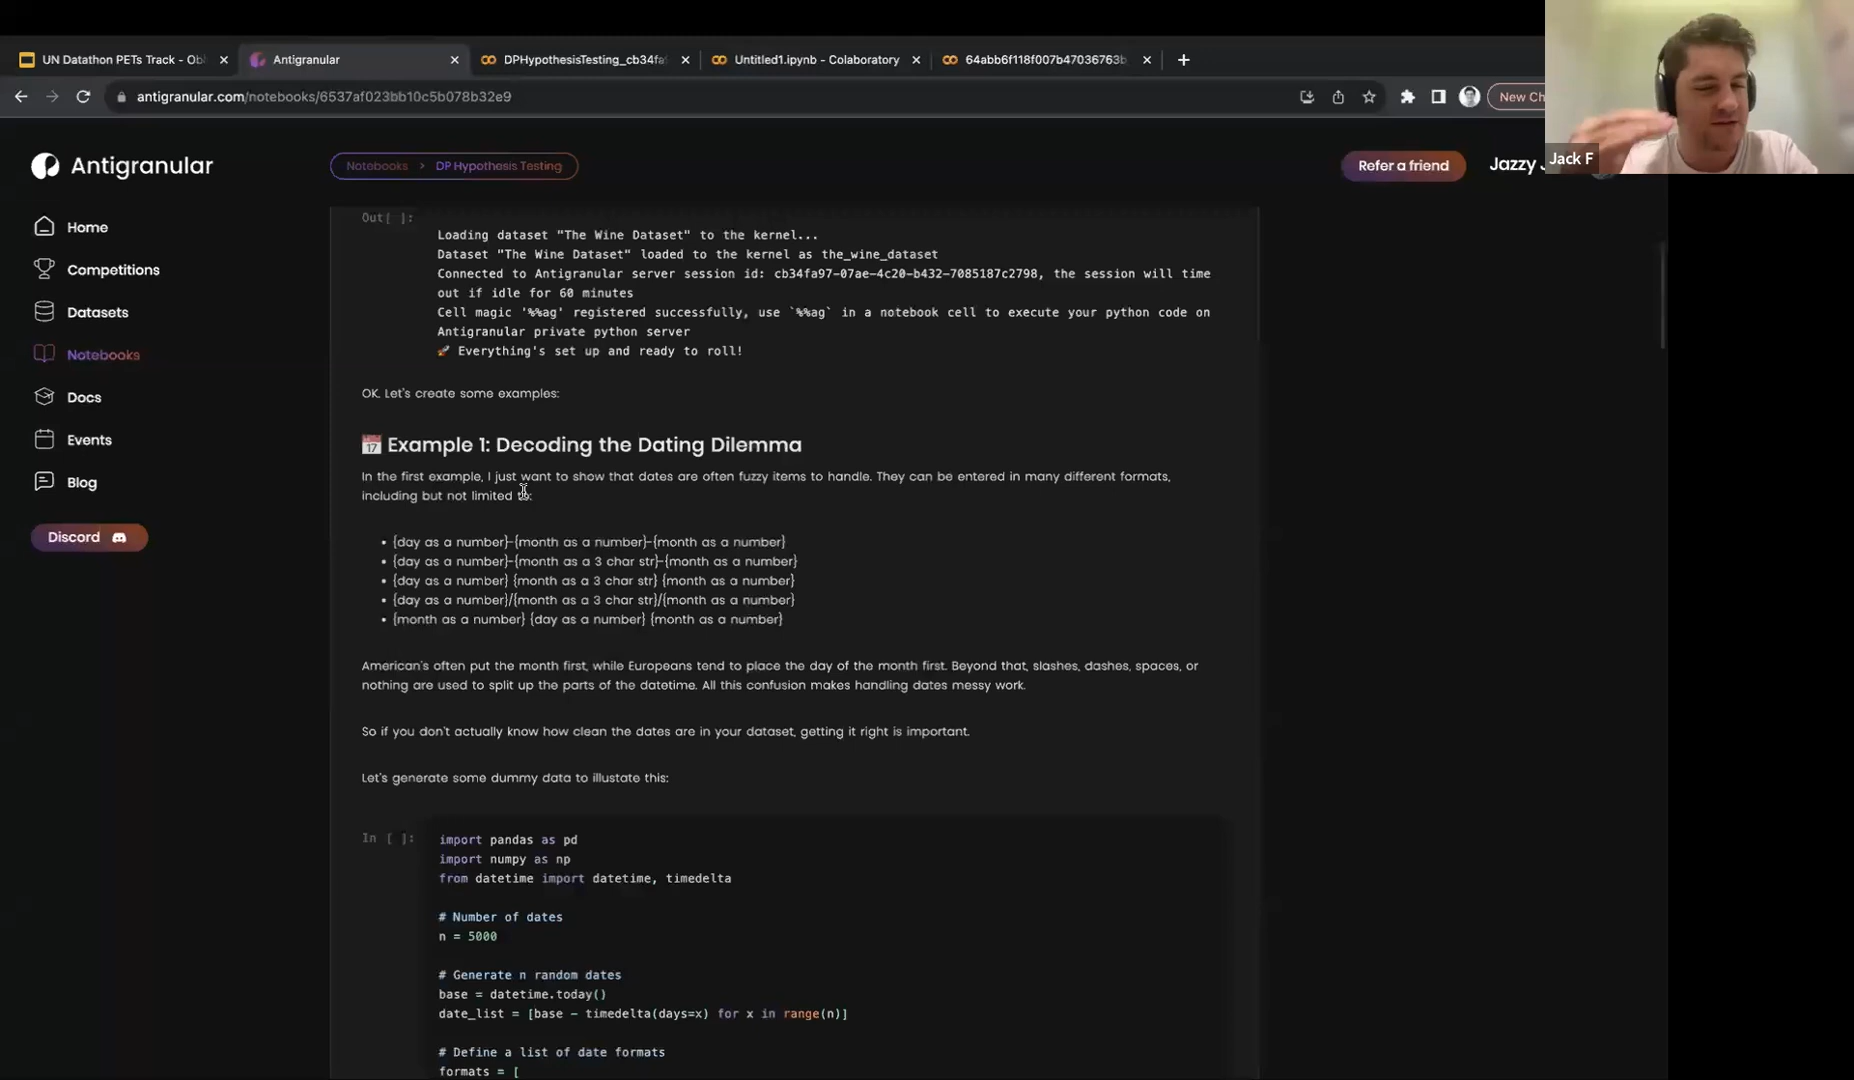 UN Datathon PETs Track - Ob
Antigranular
DPHypothesisTesting_cb34fa
Untitled1.ipynb - Colaboratory
64abb6f118f007b47036763b
antigranular.com/notebooks/6537af023bb10c5b078b32e9
New Ch
Jack F
Antigranular
Notebooks > DP Hypothesis Testing
Refer a friend
Jazzy J
Home
Competitions
Datasets
Notebooks
Docs
Events
Blog
Discord
Out[ ]:
Loading dataset "The Wine Dataset" to the kernel...
Dataset "The Wine Dataset" loaded to the kernel as the_wine_dataset
Connected to Antigranular server session id: cb34fa97-07ae-4c20-b432-7085187c2798, the session will time
out if idle for 60 minutes
Cell magic '%%ag' registered successfully, use `%%ag` in a notebook cell to execute your python code on
Antigranular private python server
🚀 Everything's set up and ready to roll!
OK. Let's create some examples:
📅 Example 1: Decoding the Dating Dilemma
In the first example, I just want to show that dates are often fuzzy items to handle. They can be entered in many different formats,
including but not limited to:
• {day as a number}-{month as a number}-{month as a number}
• {day as a number}-{month as a 3 char str}-{month as a number}
• {day as a number} {month as a 3 char str} {month as a number}
• {day as a number}/{month as a 3 char str}/{month as a number}
• {month as a number} {day as a number} {month as a number}
American's often put the month first, while Europeans tend to place the day of the month first. Beyond that, slashes, dashes, spaces, or
nothing are used to split up the parts of the datetime. All this confusion makes handling dates messy work.
So if you don't actually know how clean the dates are in your dataset, getting it right is important.
Let's generate some dummy data to illustate this:
In [ ]:
import pandas as pd
import numpy as np
from datetime import datetime, timedelta
# Number of dates
n = 5000
# Generate n random dates
base = datetime.today()
date_list = [base - timedelta(days=x) for x in range(n)]
# Define a list of date formats
formats = [